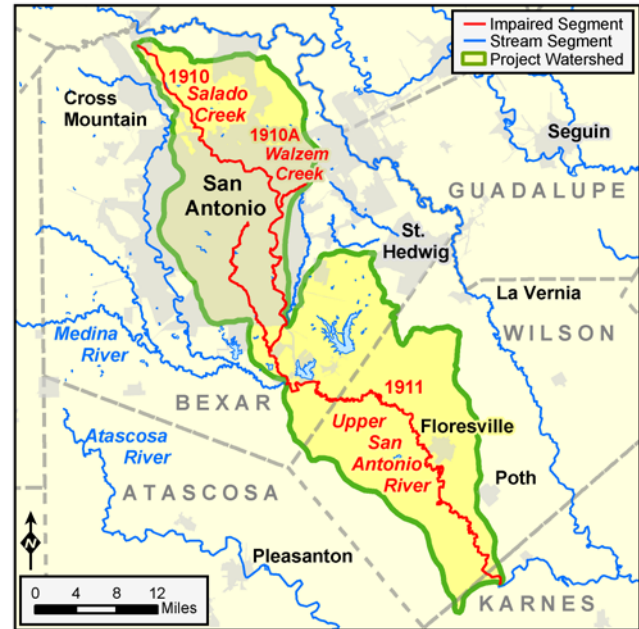 Impaired Segment
Stream Segment
Project Watershed
1910
Salado
Creek
Cross
Mountain
1910A
Walzem
Creek
Seguin
San
Antonio
GUADALUPE
St.
Hedwig
La Vernia
WILSON
Medina
River
BEXAR
1911
Upper
San
Antonio
River
Floresville
Atascosa
River
ATASCOSA
Poth
Pleasanton
N
0 4 8 12
Miles
KARNES